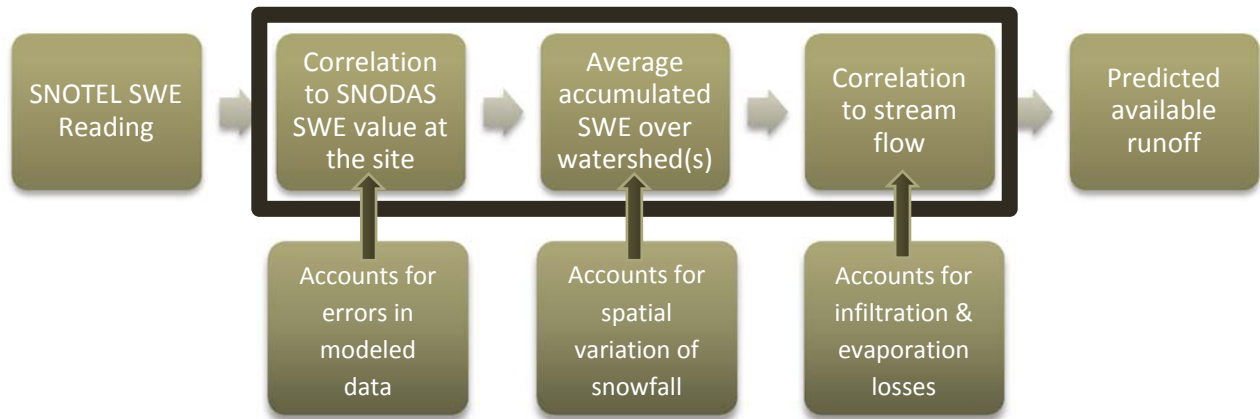 SNOTEL SWE
Reading
Correlation
to SNODAS
SWE value at
the site
Average
accumulated
SWE over
watershed(s)
Correlation
to stream
flow
Predicted
available
runoff
Accounts for
errors in
modeled
data
Accounts for
spatial
variation of
snowfall
Accounts for
infiltration &
evaporation
losses